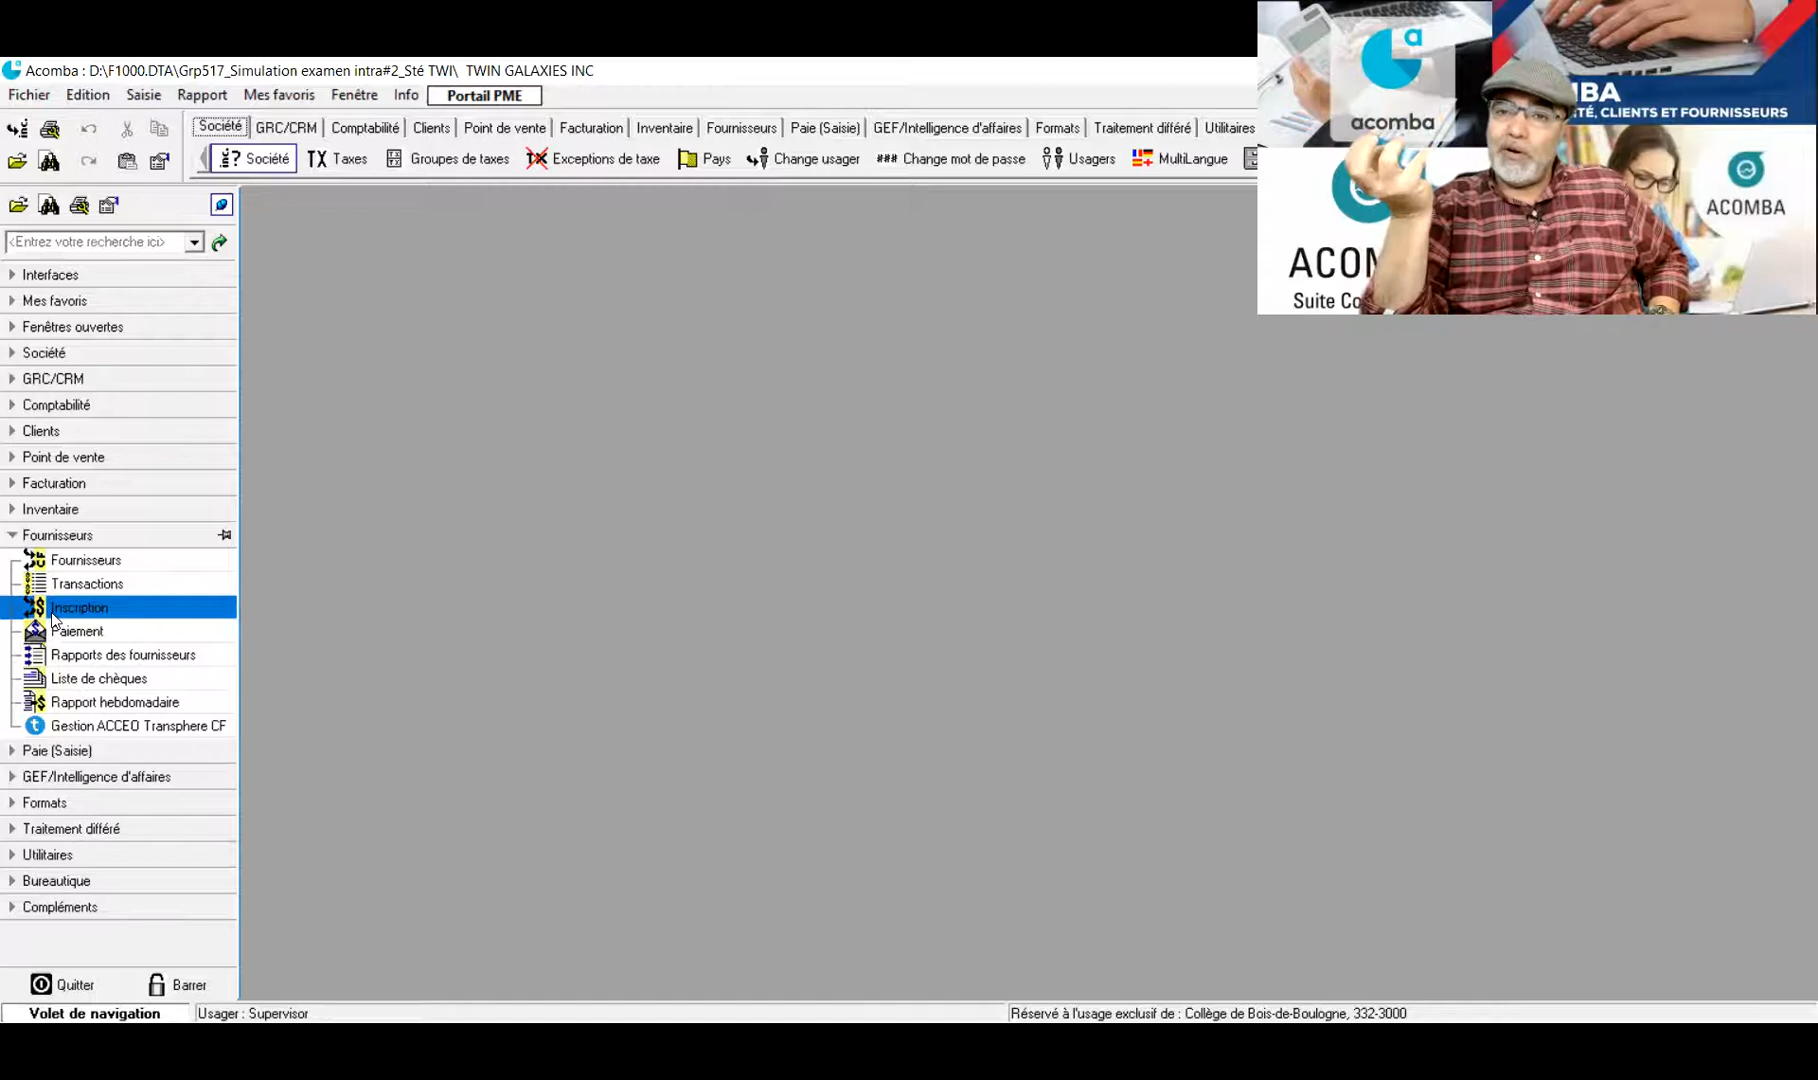 Acomba : D:\F1000.DTA\Grp517_Simulation examen intra#2_Sté TWI\ TWIN GALAXIES INC
Fichier Edition Saisie Rapport Mes favoris Fenêtre Info Portail PME
Société GRC/CRM Comptabilité Clients Point de vente Facturation Inventaire Fournisseurs Paie (Saisie) GEF/Intelligence d'affaires Formats Traitement différé Utilitaires
Société TX Taxes Groupes de taxes TX Exceptions de taxe Pays Change usager ### Change mot de passe Usagers MultiLangue
<Entrez votre recherche ici>
Interfaces
Mes favoris
Fenêtres ouvertes
Société
GRC/CRM
Comptabilité
Clients
Point de vente
Facturation
Inventaire
Fournisseurs
Fournisseurs
Transactions
Inscription
Paiement
Rapports des fournisseurs
Liste de chèques
Rapport hebdomadaire
Gestion ACCEO Transphere CF
Paie (Saisie)
GEF/Intelligence d'affaires
Formats
Traitement différé
Utilitaires
Bureautique
Compléments
Quitter Barrer
Volet de navigation Usager : Supervisor Réservé à l'usage exclusif de : Collège de Bois-de-Boulogne, 332-3000
acomba
MBA
TÉ, CLIENTS ET FOURNISSEURS
ACOMBA
ACOM
Suite Co